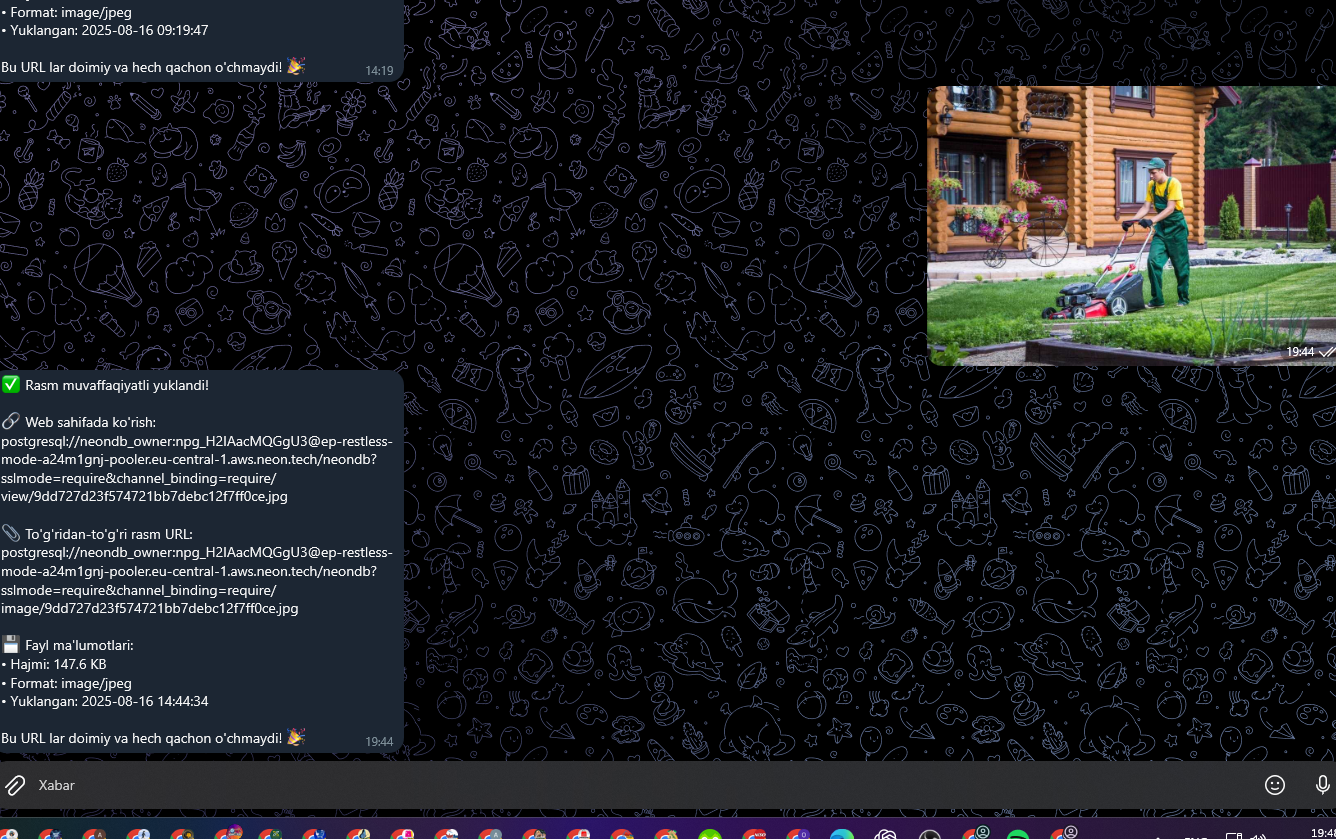 • Format: image/jpeg
• Yuklangan: 2025-08-16 09:19:47
Bu URL lar doimiy va hech qachon o'chmaydi! 🎉
14:19
19:44
✅ Rasm muvaffaqiyatli yuklandi!
🔗 Web sahifada ko'rish:
postgresql://neondb_owner:npg_H2IAacMQGgU3@ep-restless-
mode-a24m1gnj-pooler.eu-central-1.aws.neon.tech/neondb?
sslmode=require&channel_binding=require/
view/9dd727d23f574721bb7debc12f7ff0ce.jpg
📎 To'g'ridan-to'g'ri rasm URL:
postgresql://neondb_owner:npg_H2IAacMQGgU3@ep-restless-
mode-a24m1gnj-pooler.eu-central-1.aws.neon.tech/neondb?
sslmode=require&channel_binding=require/
image/9dd727d23f574721bb7debc12f7ff0ce.jpg
💾 Fayl ma'lumotlari:
• Hajmi: 147.6 KB
• Format: image/jpeg
• Yuklangan: 2025-08-16 14:44:34
Bu URL lar doimiy va hech qachon o'chmaydi! 🎉
19:44
Xabar